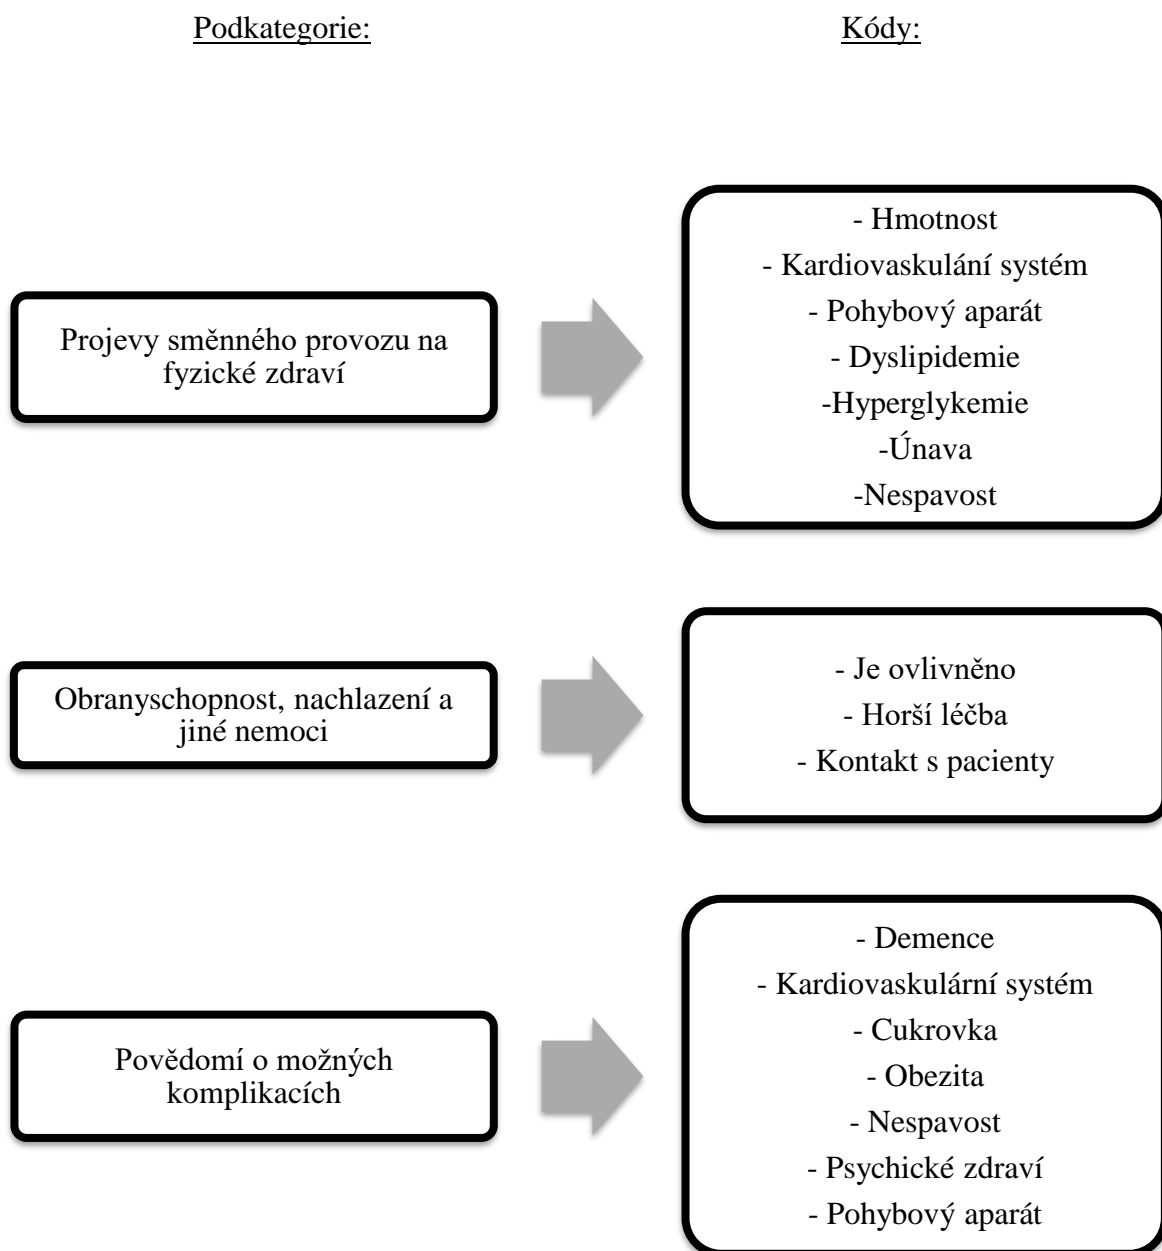 Podkategorie:
Kódy:
Projevy směnného provozu na
fyzické zdraví
- Hmotnost
- Kardiovaskulání systém
- Pohybový aparát
- Dyslipidemie
-Hyperglykemie
-Únava
-Nespavost
Obranyschopnost, nachlazení a
jiné nemoci
- Je ovlivněno
- Horší léčba
- Kontakt s pacienty
Povědomí o možných
komplikacích
- Demence
- Kardiovaskulární systém
- Cukrovka
- Obezita
- Nespavost
- Psychické zdraví
- Pohybový aparát